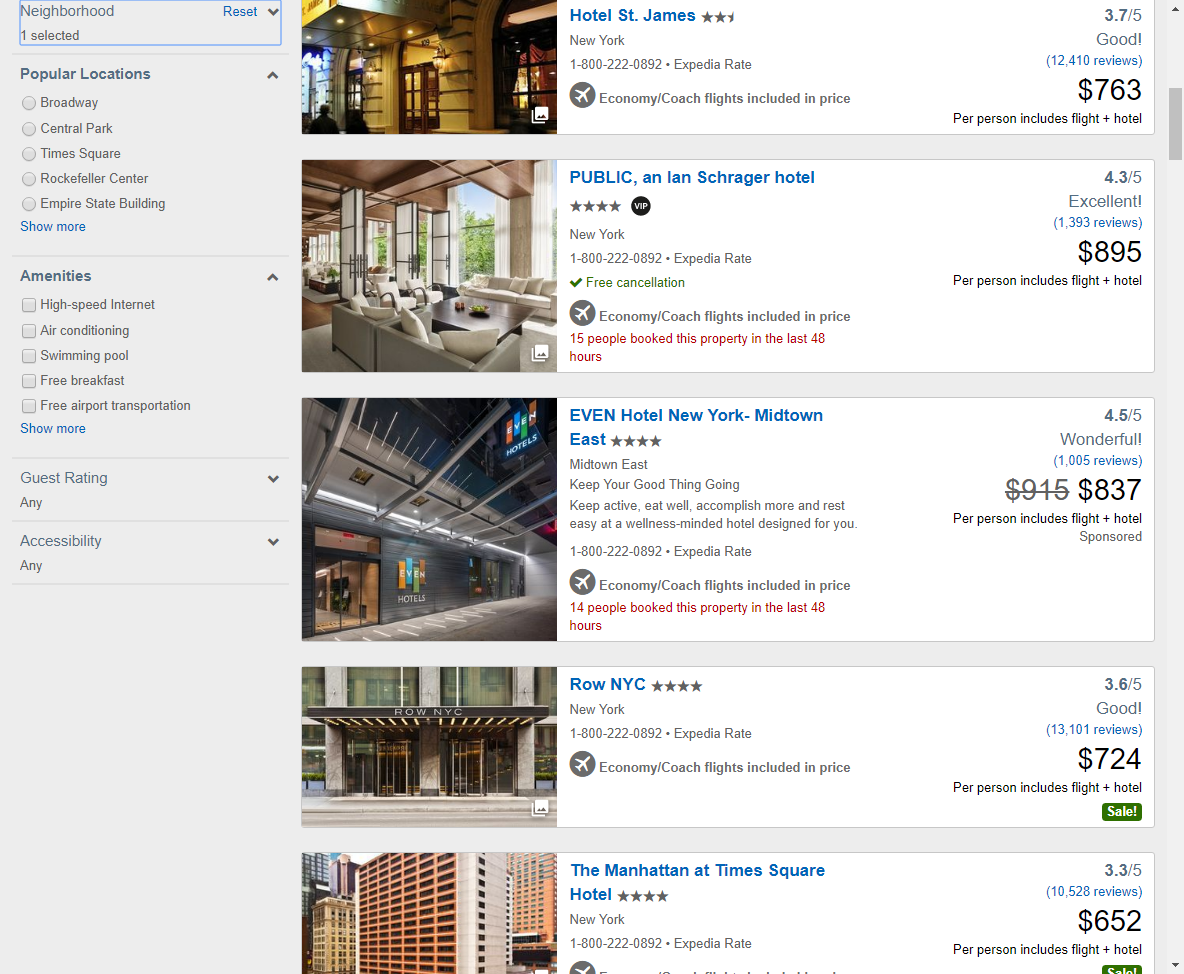 Neighborhood
Reset
1 selected
Popular Locations
Broadway
Central Park
Times Square
Rockefeller Center
Empire State Building
Show more
Amenities
High-speed Internet
Air conditioning
Swimming pool
Free breakfast
Free airport transportation
Show more
Guest Rating
Any
Accessibility
Any
Hotel St. James
New York
1-800-222-0892 • Expedia Rate
Economy/Coach flights included in price
3.7/5
Good!
(12,410 reviews)
$763
Per person includes flight + hotel
PUBLIC, an Ian Schrager hotel
VIP
New York
1-800-222-0892 • Expedia Rate
Free cancellation
Economy/Coach flights included in price
15 people booked this property in the last 48
hours
4.3/5
Excellent!
(1,393 reviews)
$895
Per person includes flight + hotel
EVEN
HOTELS
EVEN
HOTELS
EVEN Hotel New York- Midtown
East
Midtown East
Keep Your Good Thing Going
Keep active, eat well, accomplish more and rest
easy at a wellness-minded hotel designed for you.
1-800-222-0892 • Expedia Rate
Economy/Coach flights included in price
14 people booked this property in the last 48
hours
4.5/5
Wonderful!
(1,005 reviews)
$915 $837
Per person includes flight + hotel
Sponsored
ROW NYC
Row NYC
New York
1-800-222-0892 • Expedia Rate
Economy/Coach flights included in price
3.6/5
Good!
(13,101 reviews)
$724
Per person includes flight + hotel
Sale!
The Manhattan at Times Square
Hotel
New York
1-800-222-0892 • Expedia Rate
Economy/Coach flights included in price
3.3/5
(10,528 reviews)
$652
Per person includes flight + hotel
Sale!